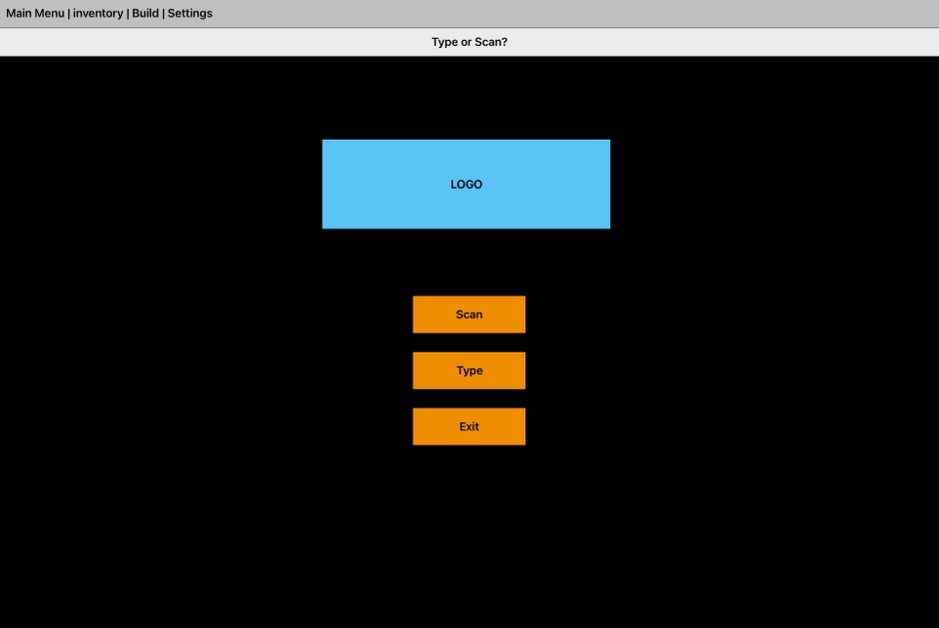 Main Menu | inventory | Build | Settings
Type or Scan?
LOGO
Scan
Type
Exit